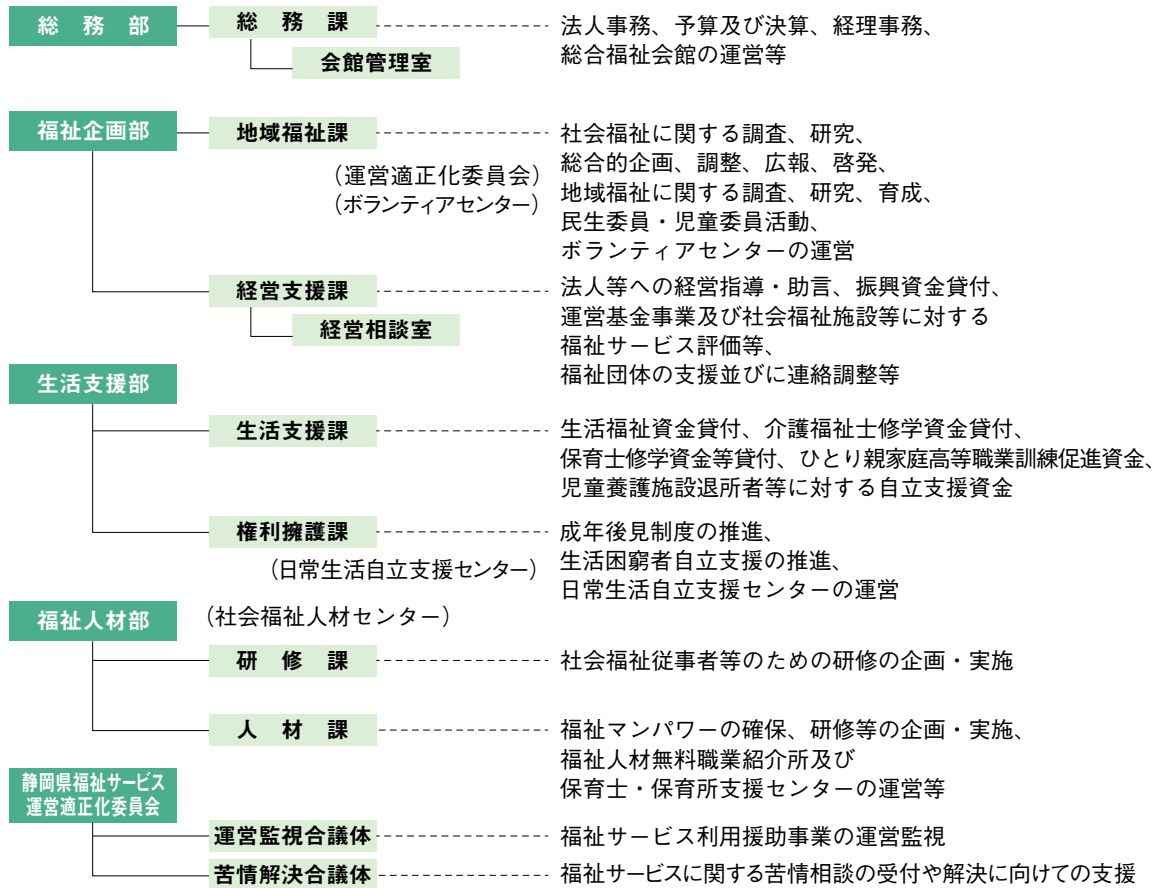 総務部
総務課
法人事務、予算及び決算、経理事務、
総合福祉会館の運営等
会館管理室
福祉企画部
地域福祉課
(運営適正化委員会)
(ボランティアセンター)
社会福祉に関する調査、研究、
総合的企画、調整、広報、啓発、
地域福祉に関する調査、研究、育成、
民生委員・児童委員活動、
ボランティアセンターの運営
経営支援課
経営相談室
法人等への経営指導・助言、振興資金貸付、
運営基金事業及び社会福祉施設等に対する
福祉サービス評価等、
福祉団体の支援並びに連絡調整等
生活支援部
生活支援課
生活福祉資金貸付、介護福祉士修学資金貸付、
保育士修学資金等貸付、ひとり親家庭高等職業訓練促進資金、
児童養護施設退所者等に対する自立支援資金
権利擁護課
(日常生活自立支援センター)
成年後見制度の推進、
生活困窮者自立支援の推進、
日常生活自立支援センターの運営
福祉人材部
(社会福祉人材センター)
研修課
社会福祉従事者等のための研修の企画・実施
人材課
福祉マンパワーの確保、研修等の企画・実施、
福祉人材無料職業紹介所及び
保育士・保育所支援センターの運営等
静岡県福祉サービス
運営適正化委員会
運営監視合議体
福祉サービス利用援助事業の運営監視
苦情解決合議体
福祉サービスに関する苦情相談の受付や解決に向けての支援